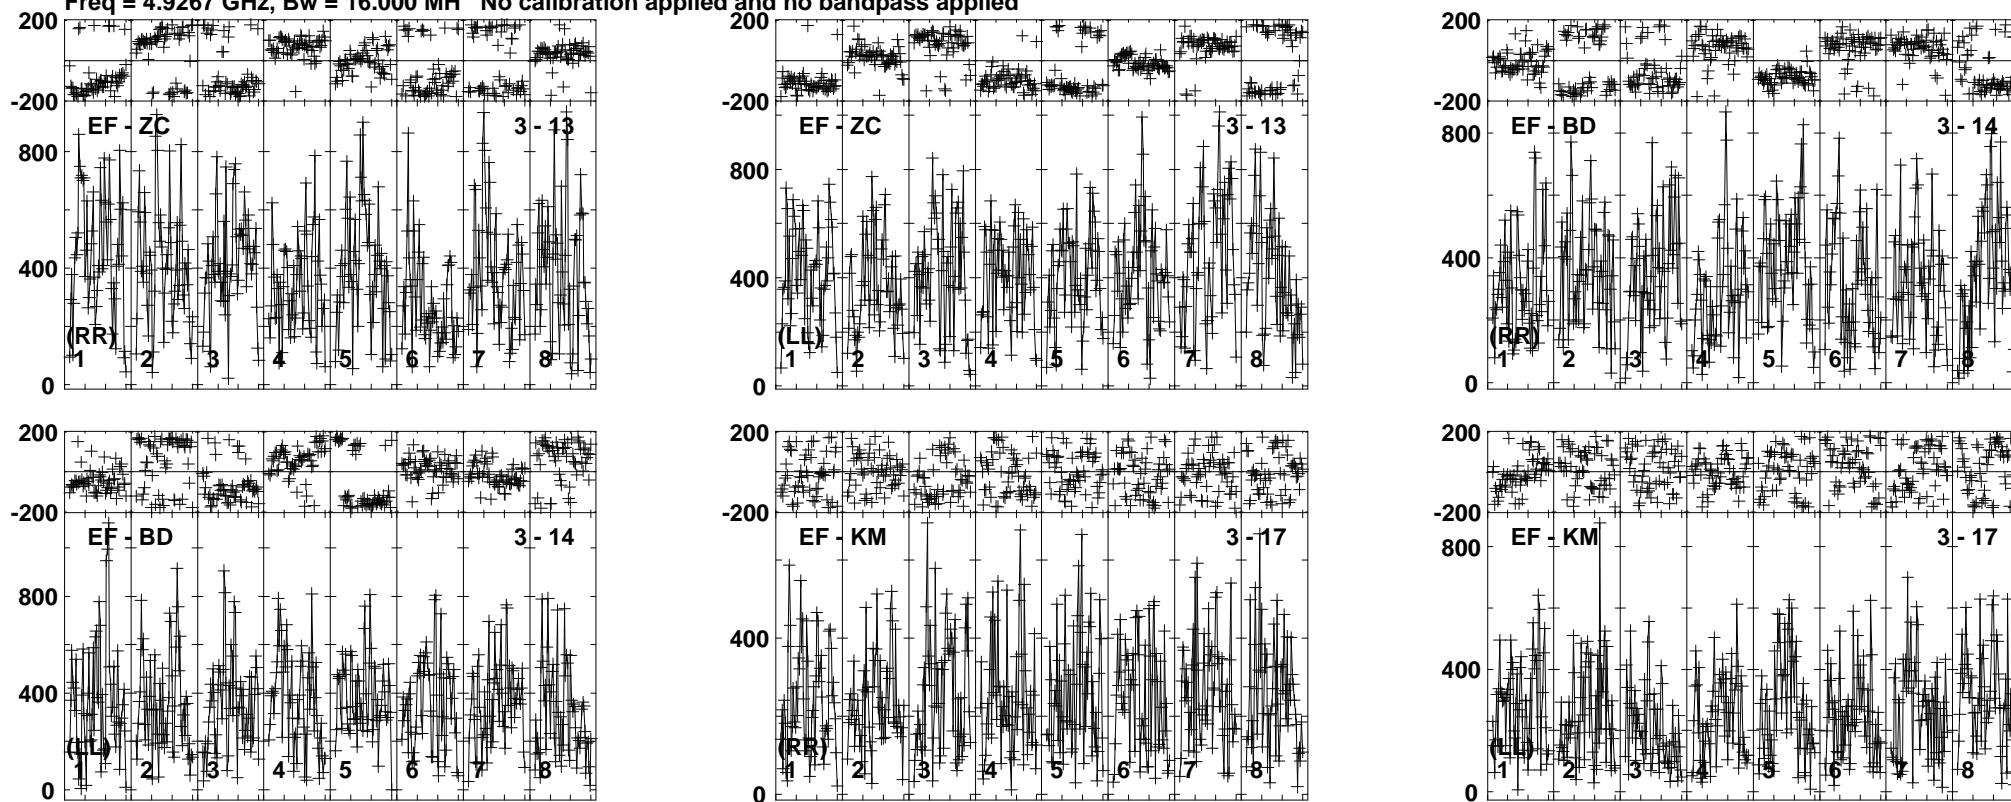 Freq = 4.9267 GHz, Bw = 16.000 MH   No calibration applied and no bandpass applied
200
-200
EF - ZC 3 - 13
800
400
0
(RR)
1 2 3 4 5 6 7 8
200
-200
EF - ZC 3 - 13
800
400
0
(LL)
1 2 3 4 5 6 7 8
200
-200
EF - BD 3 - 14
800
400
0
(RR)
1 2 3 4 5 6 7 8
200
-200
EF - BD 3 - 14
800
400
0
(LL)
1 2 3 4 5 6 7 8
200
-200
EF - KM 3 - 17
400
0
(RR)
1 2 3 4 5 6 7 8
200
-200
EF - KM 3 - 17
800
400
0
(LL)
1 2 3 4 5 6 7 8